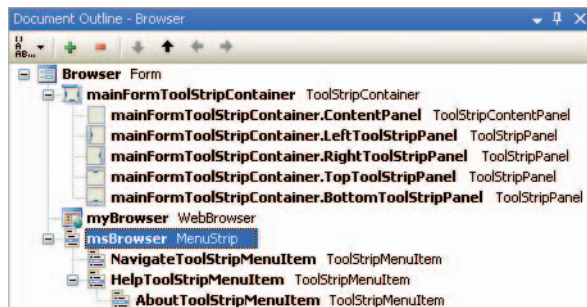 Document Outline - Browser
AB...
Browser Form
mainFormToolStripContainer ToolStripContainer
mainFormToolStripContainer.ContentPanel ToolStripContentPanel
mainFormToolStripContainer.LeftToolStripPanel ToolStripPanel
mainFormToolStripContainer.RightToolStripPanel ToolStripPanel
mainFormToolStripContainer.TopToolStripPanel ToolStripPanel
mainFormToolStripContainer.BottomToolStripPanel ToolStripPanel
myBrowser WebBrowser
msBrowser MenuStrip
NavigateToolStripMenuItem ToolStripMenuItem
HelpToolStripMenuItem ToolStripMenuItem
AboutToolStripMenuItem ToolStripMenuItem